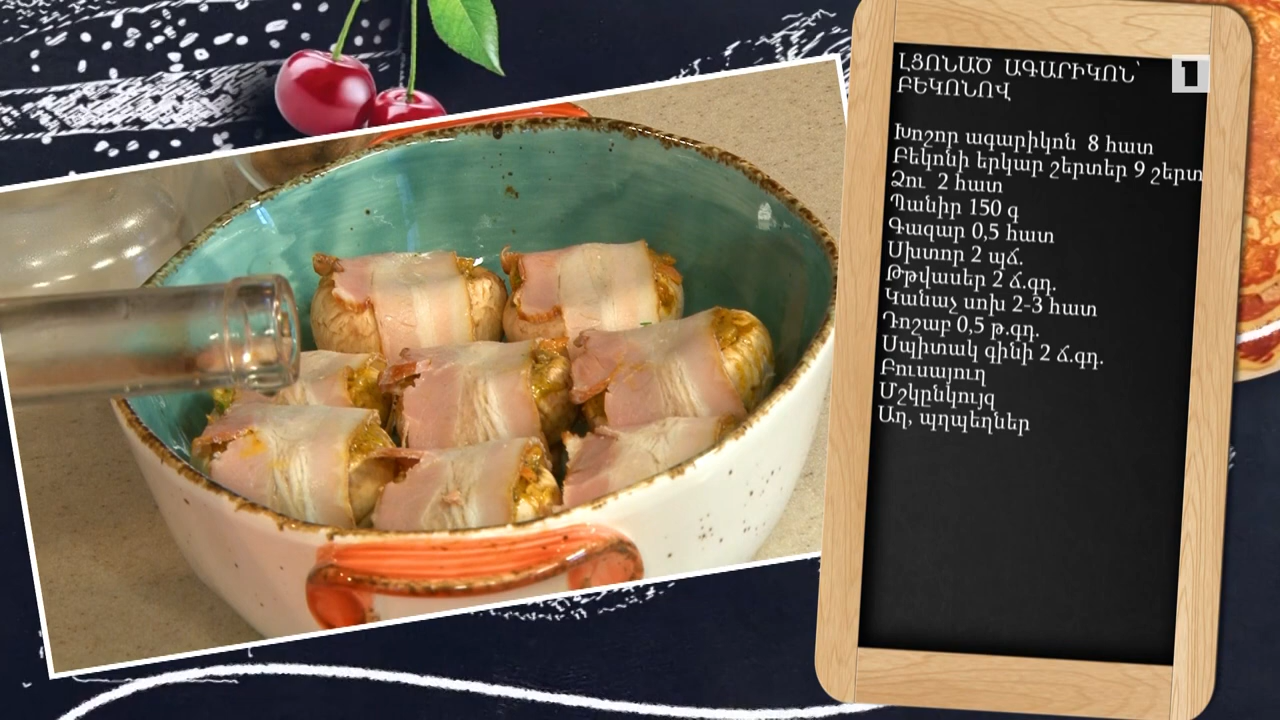 ԼՑՈՆԱԾ ԱԳԱՐԻԿՈՆ՝
ԲԵԿՈՆՈՎ
1
Խոշոր ագարիկոն 8 հատ
Բեկոնի երկար շերտեր 9 շերտ
Ձու 2 հատ
Պանիր 150 գ
Գազար 0,5 հատ
Սխտոր 2 պճ.
Թթվասեր 2 ճ.գդ.
Կանաչ սոխ 2-3 հատ
Դոշաբ 0,5 թ.գդ.
Սպիտակ գինի 2 ճ.գդ.
Բուսայուղ
Մշկընկույզ
Աղ, պղպեղներ